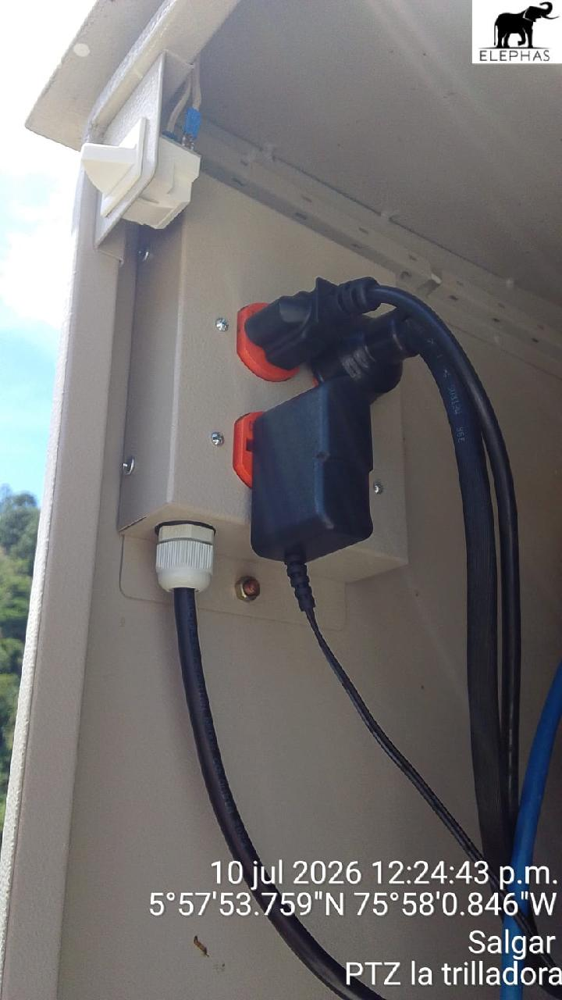 ELEPHAS
10 jul 2026 12:24:43 p.m.
5°57'53.759"N 75°58'0.846"W
Salgar
PTZ la trilladora